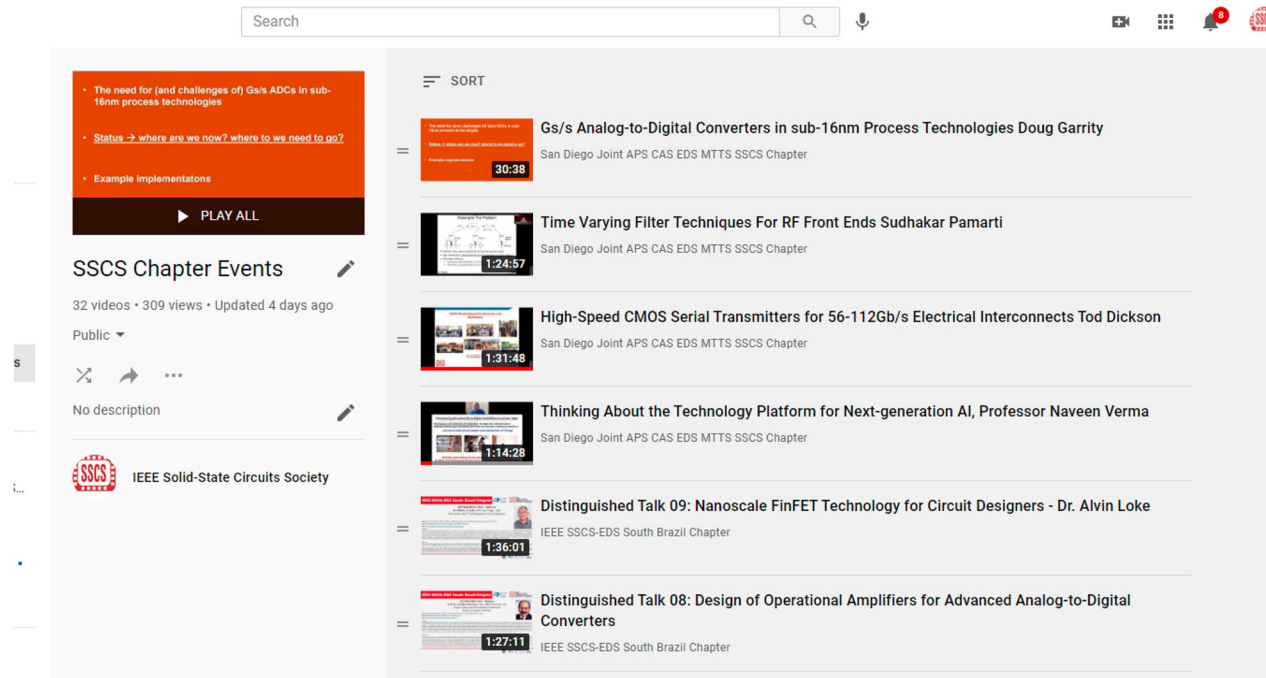 Search
8
SSCS
• The need for (and challenges of) Gs/s ADCs in sub-
16nm process technologies
• Status → where are we now? where to we need to go?
• Example implementatons
PLAY ALL
SSCS Chapter Events
32 videos • 309 views • Updated 4 days ago
Public
No description
SSCS
IEEE Solid-State Circuits Society
s
SORT
30:38
Gs/s Analog-to-Digital Converters in sub-16nm Process Technologies Doug Garrity
San Diego Joint APS CAS EDS MTTS SSCS Chapter
1:24:57
Time Varying Filter Techniques For RF Front Ends Sudhakar Pamarti
San Diego Joint APS CAS EDS MTTS SSCS Chapter
1:31:48
High-Speed CMOS Serial Transmitters for 56-112Gb/s Electrical Interconnects Tod Dickson
San Diego Joint APS CAS EDS MTTS SSCS Chapter
1:14:28
Thinking About the Technology Platform for Next-generation AI, Professor Naveen Verma
San Diego Joint APS CAS EDS MTTS SSCS Chapter
1:36:01
Distinguished Talk 09: Nanoscale FinFET Technology for Circuit Designers - Dr. Alvin Loke
IEEE SSCS-EDS South Brazil Chapter
1:27:11
Distinguished Talk 08: Design of Operational Amplifiers for Advanced Analog-to-Digital
Converters
IEEE SSCS-EDS South Brazil Chapter